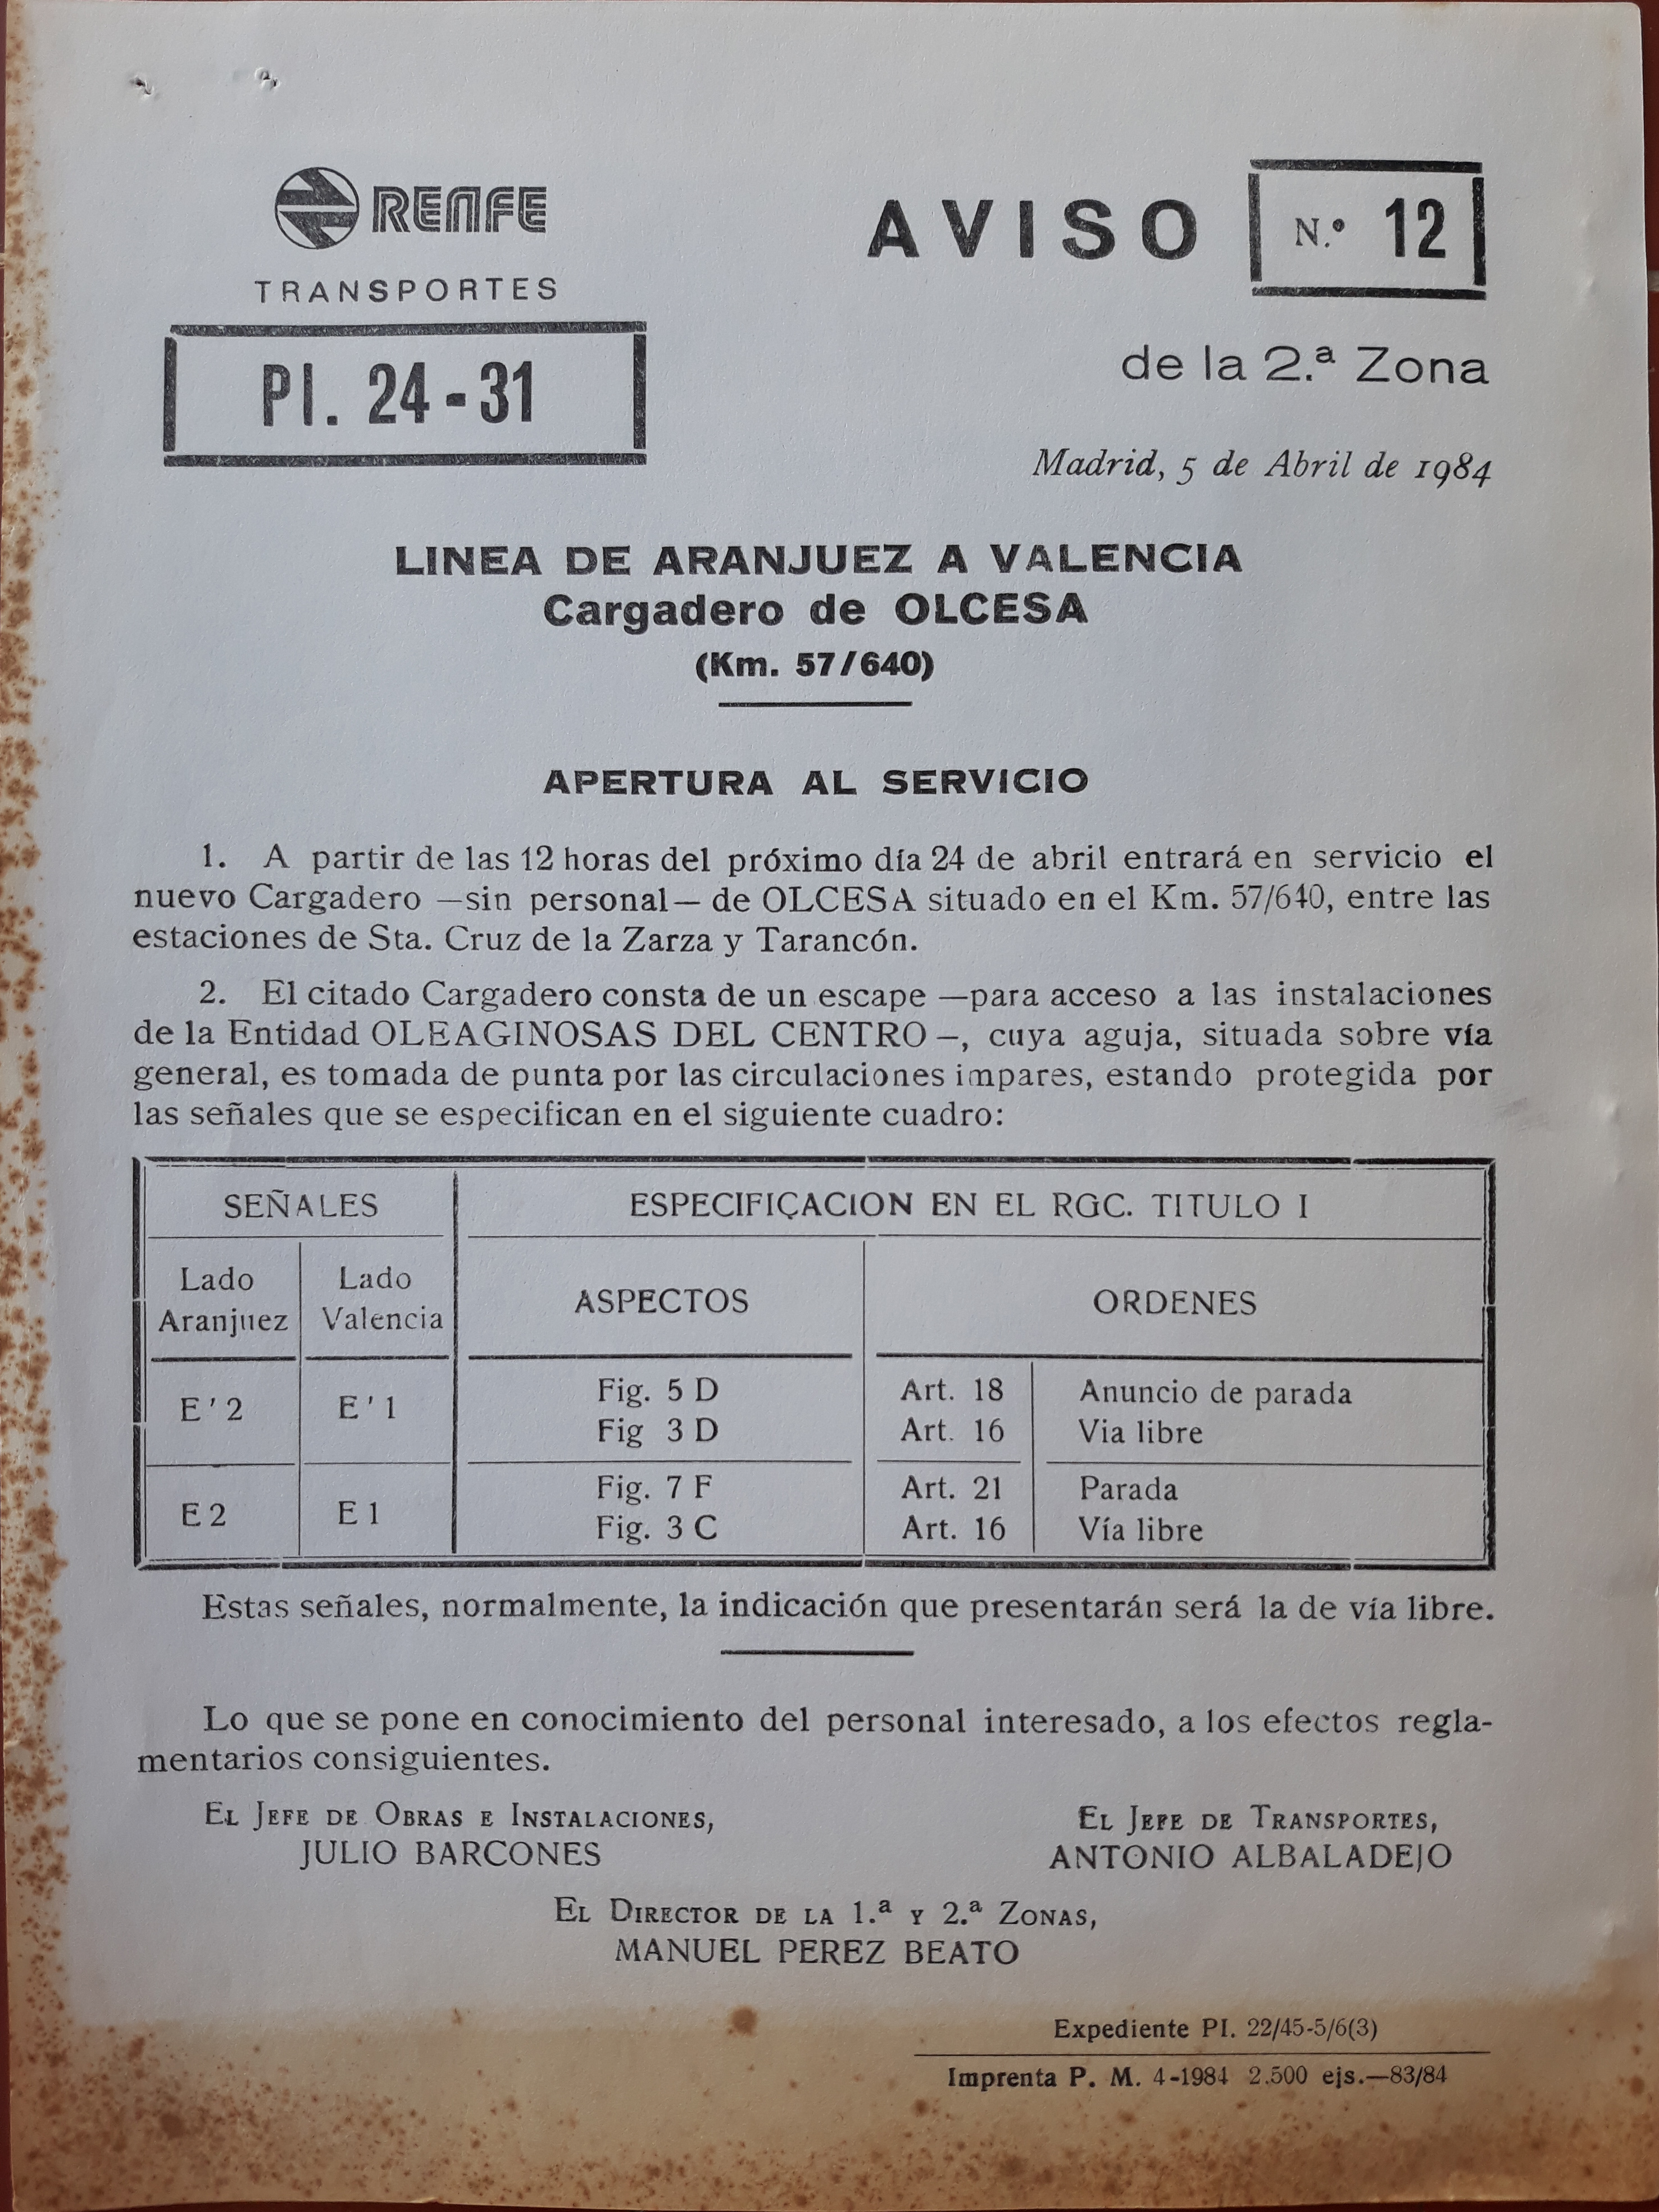 RENFE
TRANSPORTES
PI. 24-31
AVISO N.º 12
de la 2.ª Zona
Madrid, 5 de Abril de 1984
LINEA DE ARANJUEZ A VALENCIA
Cargadero de OLCESA
(Km. 57/640)
APERTURA AL SERVICIO
1. A partir de las 12 horas del próximo día 24 de abril entrará en servicio el
nuevo Cargadero —sin personal— de OLCESA situado en el Km. 57/640, entre las
estaciones de Sta. Cruz de la Zarza y Tarancón.
2. El citado Cargadero consta de un escape —para acceso a las instalaciones
de la Entidad OLEAGINOSAS DEL CENTRO—, cuya aguja, situada sobre vía
general, es tomada de punta por las circulaciones impares, estando protegida por
las señales que se especifican en el siguiente cuadro:
SEÑALES ESPECIFICACION EN EL RGC. TITULO I
Lado Aranjuez
Lado Valencia
ASPECTOS
ORDENES
E'2 E'1
Fig. 5 D Art. 18 Anuncio de parada
Fig 3 D Art. 16 Via libre
E 2 E 1
Fig. 7 F Art. 21 Parada
Fig. 3 C Art. 16 Vía libre
Estas señales, normalmente, la indicación que presentarán será la de vía libre.
Lo que se pone en conocimiento del personal interesado, a los efectos regla-
mentarios consiguientes.
EL JEFE DE OBRAS E INSTALACIONES,
JULIO BARCONES
EL JEFE DE TRANSPORTES,
ANTONIO ALBALADEJO
EL DIRECTOR DE LA 1.ª Y 2.ª ZONAS,
MANUEL PEREZ BEATO
Expediente PI. 22/45-5/6(3)
Imprenta P. M. 4-1984 2.500 ejs.—83/84